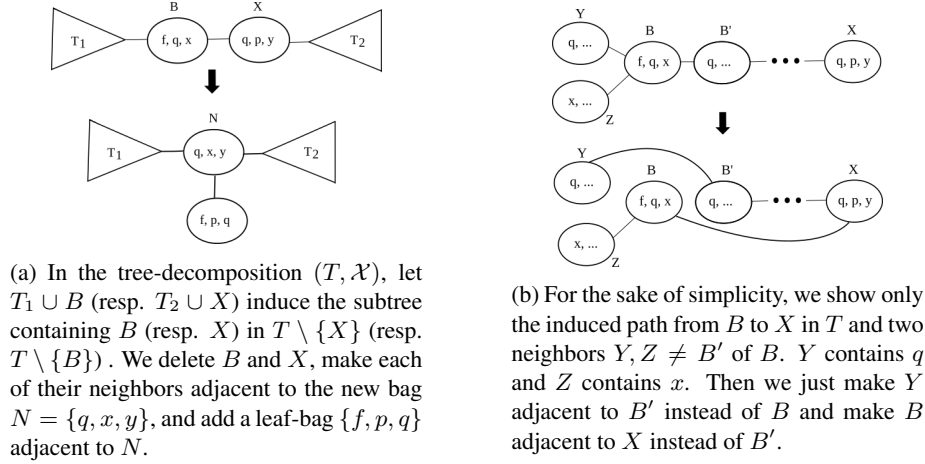 B X
T1 f, q, x q, p, y T2
N
T1 q, x, y T2
f, p, q
(a) In the tree-decomposition (T, 𝒳), let
T1 ∪ B (resp. T2 ∪ X) induce the subtree
containing B (resp. X) in T \ {X} (resp.
T \ {B}) . We delete B and X, make each
of their neighbors adjacent to the new bag
N = {q, x, y}, and add a leaf-bag {f, p, q}
adjacent to N.
Y
q, ... B B' X
f, q, x q, ... q, p, y
x, ...
Z
Y
q, ... B B' X
f, q, x q, ... q, p, y
x, ...
Z
(b) For the sake of simplicity, we show only
the induced path from B to X in T and two
neighbors Y, Z ≠ B′ of B. Y contains q
and Z contains x. Then we just make Y
adjacent to B′ instead of B and make B
adjacent to X instead of B′.